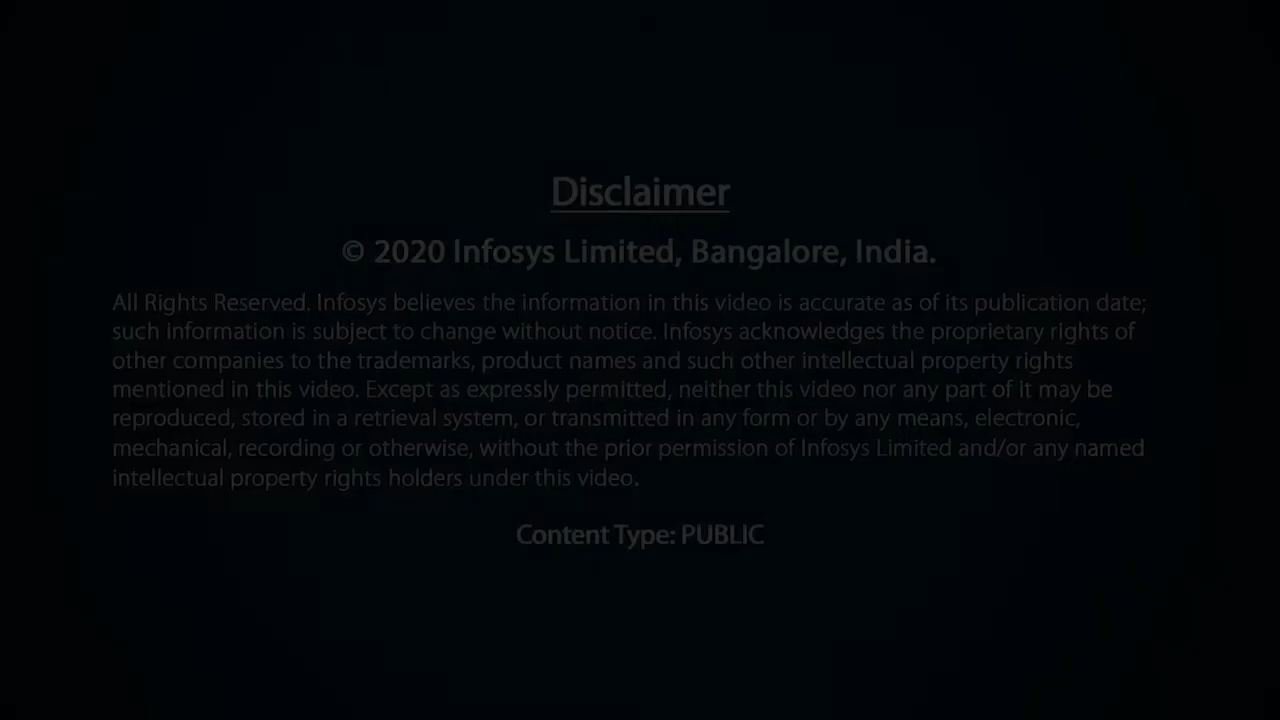 Disclaimer
© 2020 Infosys Limited, Bangalore, India.
All Rights Reserved. Infosys believes the information in this video is accurate as of its publication date;
such information is subject to change without notice. Infosys acknowledges the proprietary rights of
other companies to the trademarks, product names and such other intellectual property rights
mentioned in this video. Except as expressly permitted, neither this video nor any part of it may be
reproduced, stored in a retrieval system, or transmitted in any form or by any means, electronic,
mechanical, recording or otherwise, without the prior permission of Infosys Limited and/or any named
intellectual property rights holders under this video.
Content Type: PUBLIC